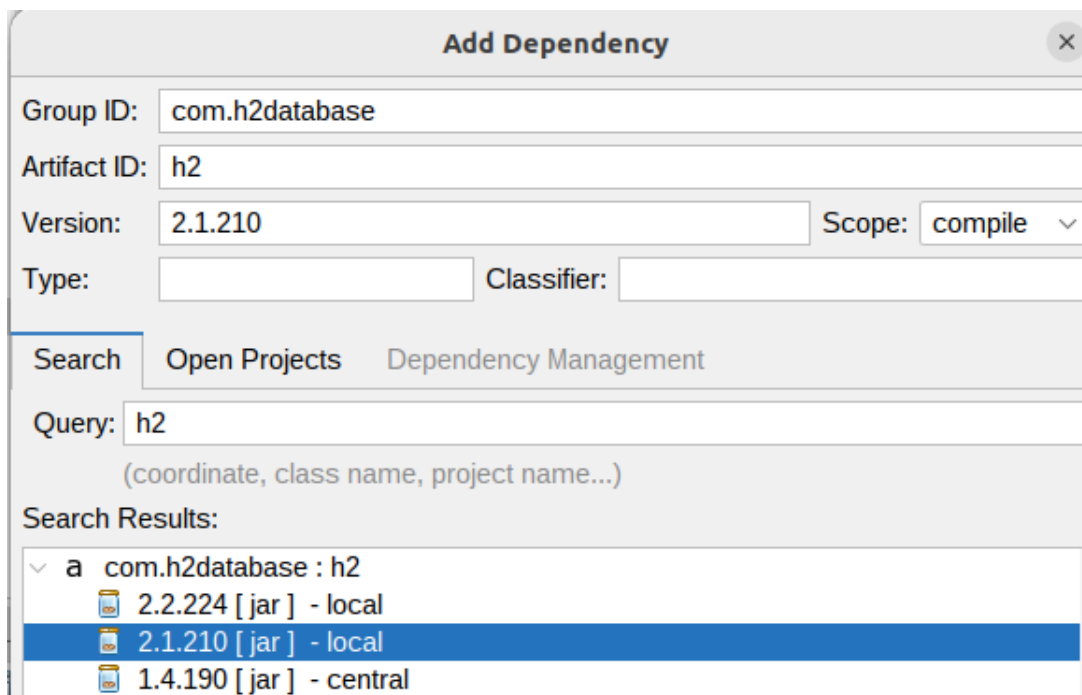 Add Dependency
Group ID: com.h2database
Artifact ID: h2
Version: 2.1.210 Scope: compile
Type: Classifier:
Search Open Projects Dependency Management
Query: h2
(coordinate, class name, project name...)
Search Results:
a com.h2database : h2
2.2.224 [ jar ] - local
2.1.210 [ jar ] - local
1.4.190 [ jar ] - central